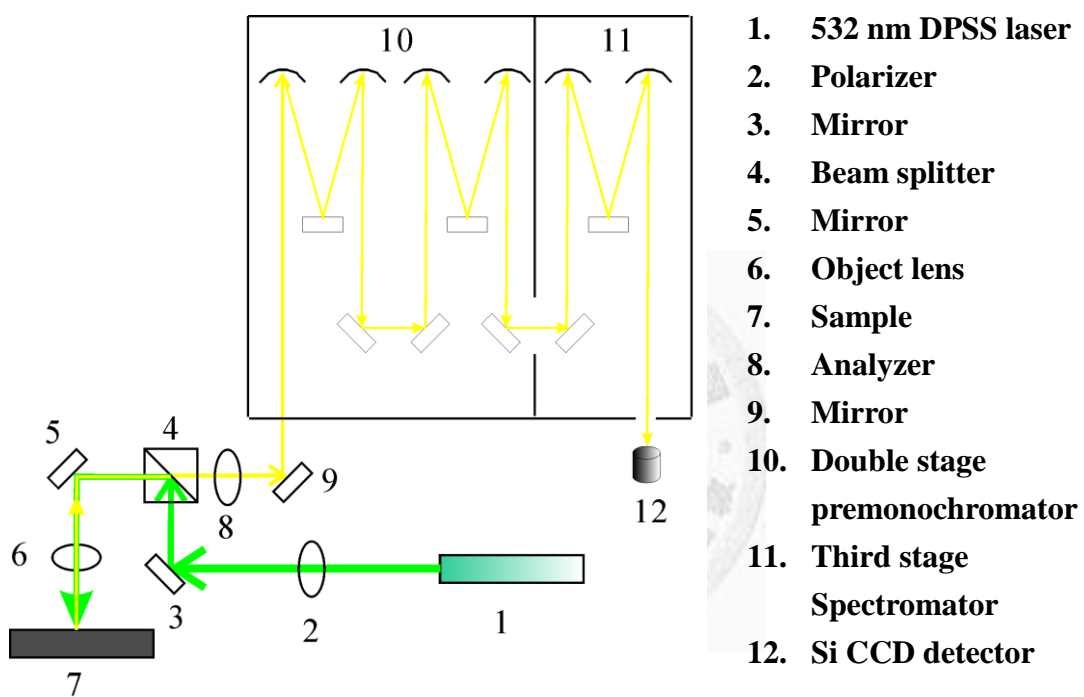 10
11
4
5
9
8
6
12
3
2
1
7
1. 532 nm DPSS laser
2. Polarizer
3. Mirror
4. Beam splitter
5. Mirror
6. Object lens
7. Sample
8. Analyzer
9. Mirror
10. Double stage
premonochromator
11. Third stage
Spectromator
12. Si CCD detector